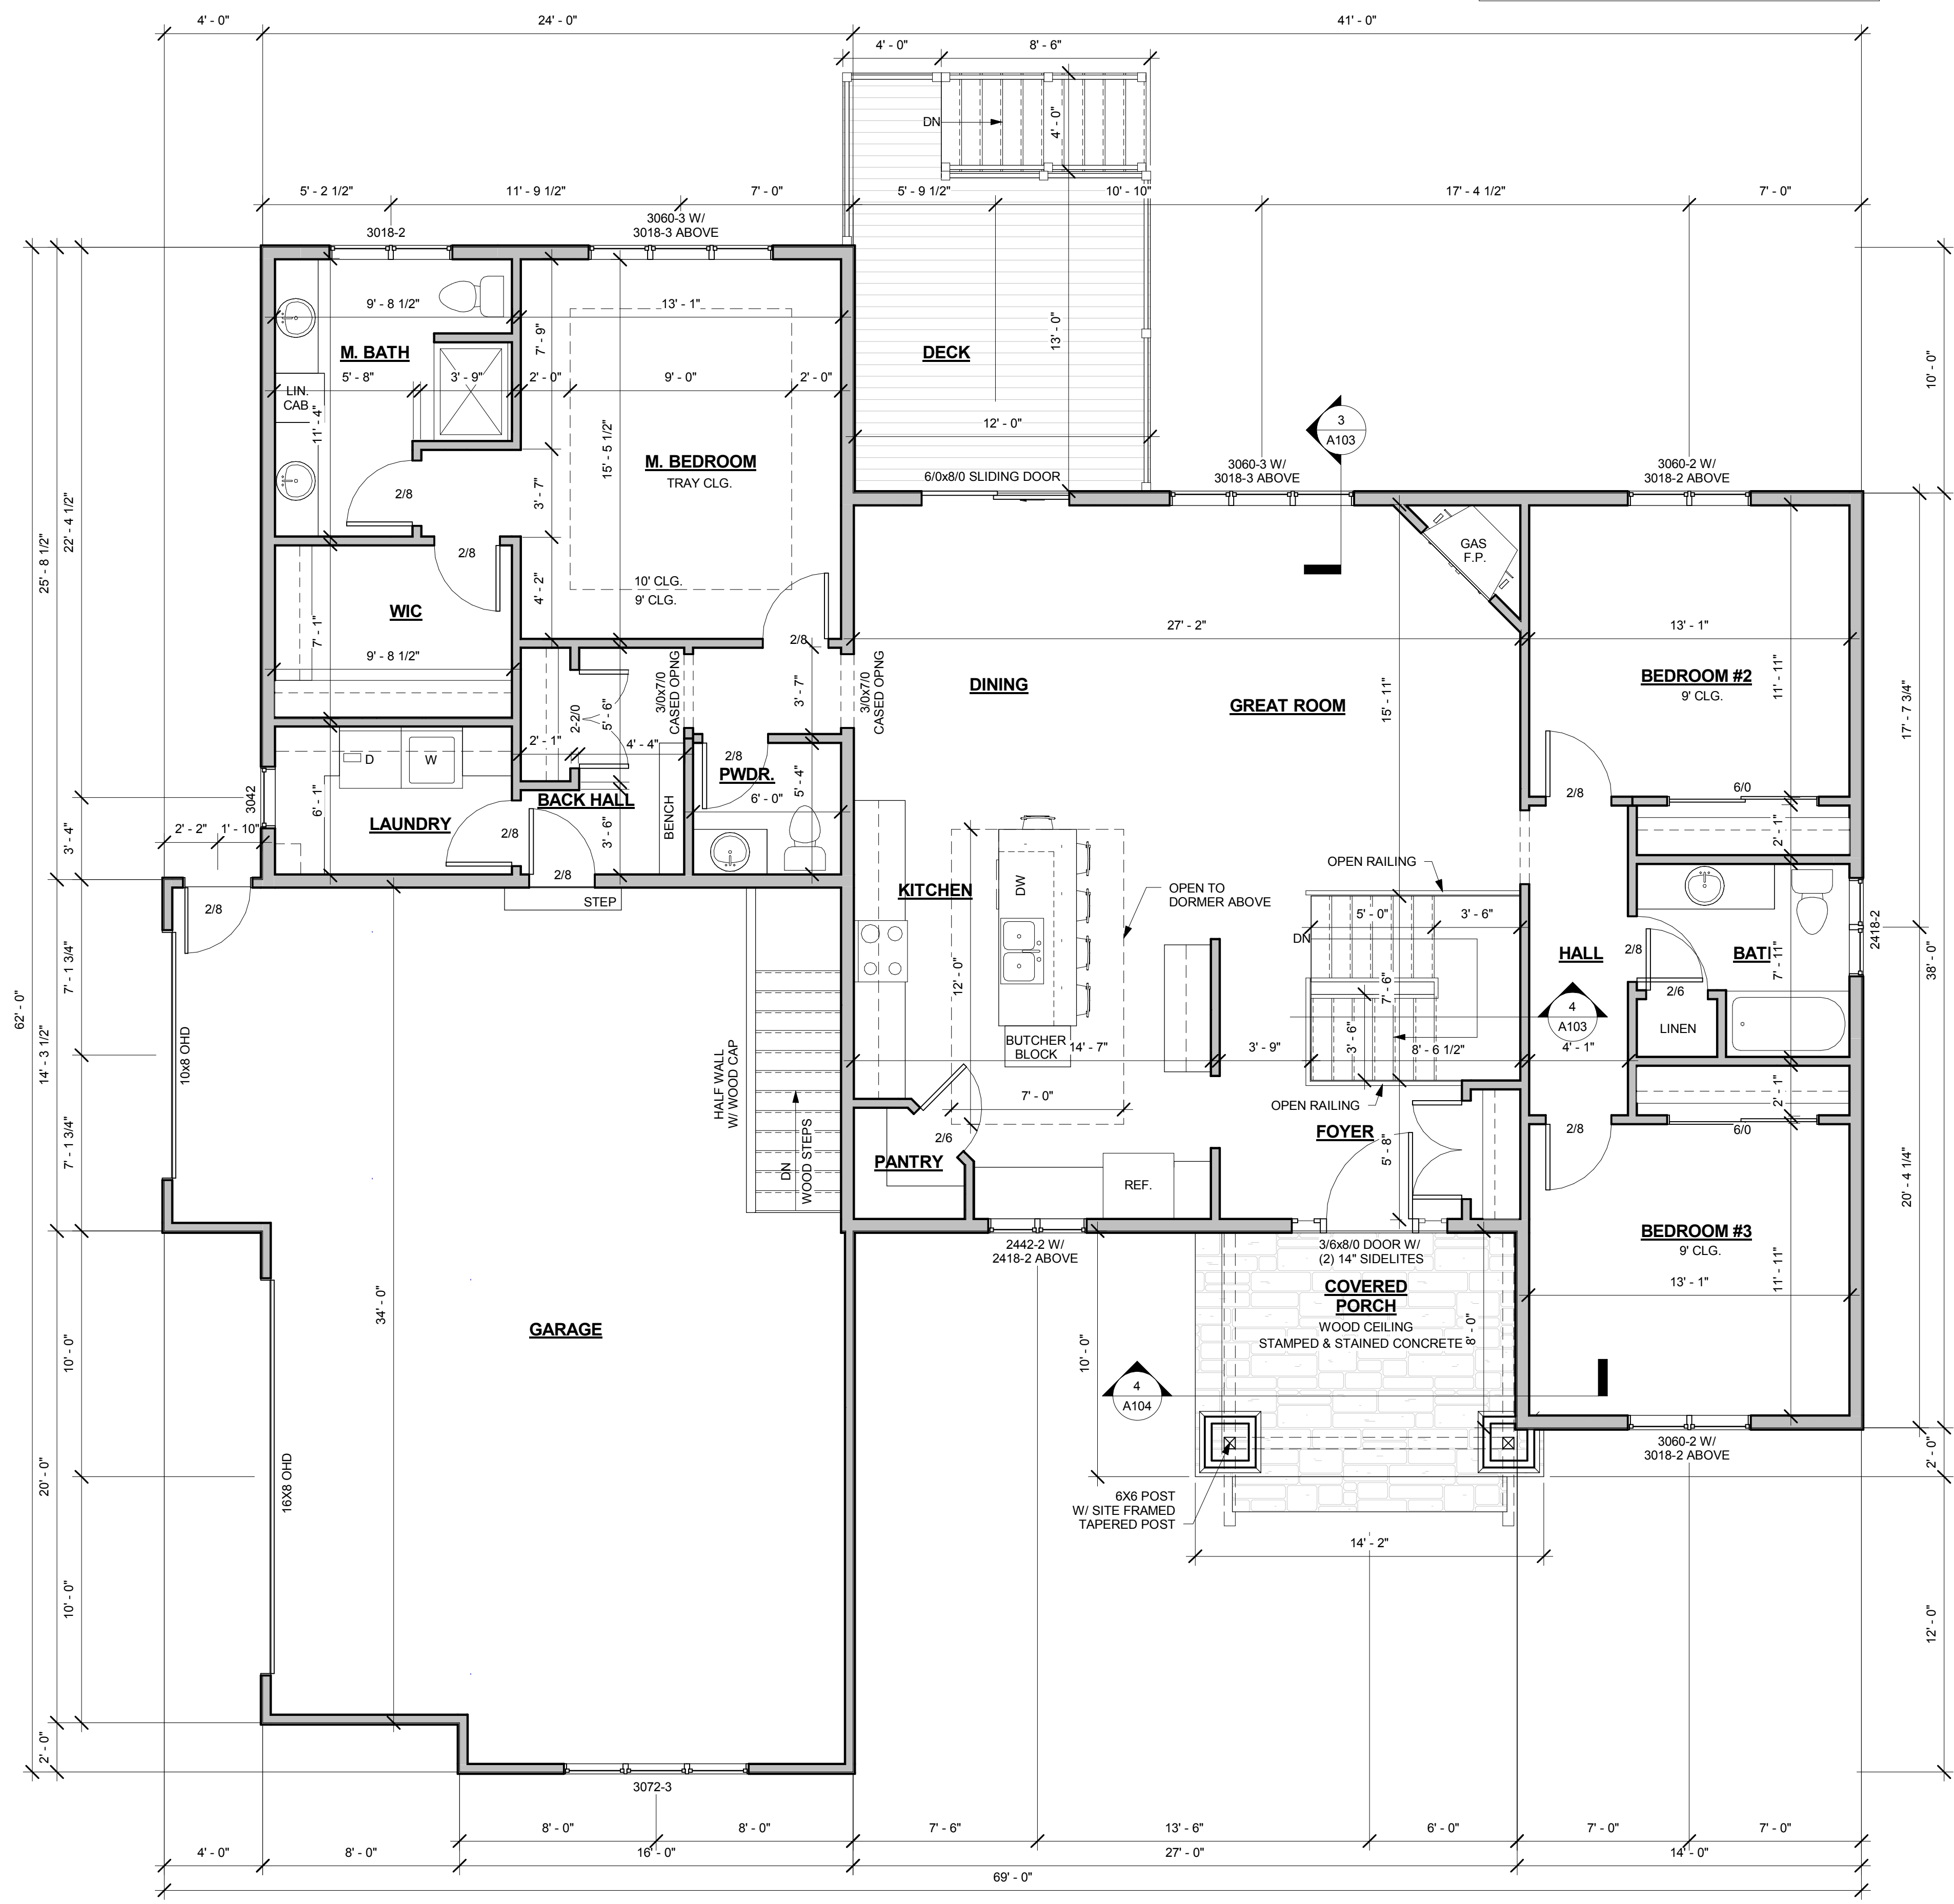 4' - 0"
24' - 0"
41' - 0"
4' - 0"
8' - 6"
DN
4' - 0"
5' - 2 1/2"
11' - 9 1/2"
7' - 0"
5' - 9 1/2"
10' - 10"
17' - 4 1/2"
7' - 0"
3018-2
3060-3 W/
3018-3 ABOVE
9' - 8 1/2"
13' - 1"
M. BATH
7' - 9"
DECK
13' - 0"
10' - 0"
5' - 8"
3' - 9"
2' - 0"
9' - 0"
2' - 0"
LIN.
CAB.
11' - 4"
15' - 5 1/2"
12' - 0"
3
A103
M. BEDROOM
TRAY CLG.
6/0x8/0 SLIDING DOOR
3060-3 W/
3018-3 ABOVE
3060-2 W/
3018-2 ABOVE
2/8
3' - 7"
22' - 4 1/2"
25' - 8 1/2"
2/8
GAS
F.P.
10' CLG.
9' CLG.
4' - 2"
WIC
7' - 1"
9' - 8 1/2"
2/8
27' - 2"
13' - 1"
3/0x7/0
CASED OPNG
3/0x7/0
CASED OPNG
3' - 7"
DINING
GREAT ROOM
15' - 11"
BEDROOM #2
9' CLG.
11' - 11"
17' - 7 3/4"
2-2/0
5' - 6"
2' - 1"
4' - 4"
D
W
2/8
PWDR.
5' - 4"
6' - 0"
3042
6' - 1"
BACK HALL
BENCH
LAUNDRY
2/8
3' - 6"
2/8
2' - 2"
1' - 10"
3' - 4"
2/8
6/0
2' - 1"
OPEN RAILING
KITCHEN
DW
OPEN TO
DORMER ABOVE
STEP
2/8
5' - 0"
3' - 6"
DN
HALL
2/8
BATH
7' - 11"
2418-2
38' - 0"
7' - 1 3/4"
62' - 0"
12' - 0"
7' - 6"
2/6
4
A103
LINEN
14' - 3 1/2"
10x8 OHD
HALF WALL
W/ WOOD CAP
BUTCHER
BLOCK
14' - 7"
3' - 9"
3' - 6"
8' - 6 1/2"
4' - 1"
7' - 0"
OPEN RAILING
2' - 1"
7' - 1 3/4"
DN
WOOD STEPS
2/6
PANTRY
FOYER
5' - 8"
2/8
6/0
REF.
20' - 4 1/4"
2442-2 W/
2418-2 ABOVE
3/6x8/0 DOOR W/
(2) 14" SIDELITES
BEDROOM #3
9' CLG.
13' - 1"
11' - 11"
COVERED
PORCH
WOOD CEILING
STAMPED & STAINED CONCRETE
8' - 0"
34' - 0"
GARAGE
10' - 0"
10' - 0"
4
A104
20' - 0"
16X8 OHD
3060-2 W/
3018-2 ABOVE
2' - 0"
6X6 POST
W/ SITE FRAMED
TAPERED POST
14' - 2"
10' - 0"
12' - 0"
2' - 0"
3072-3
8' - 0"
8' - 0"
7' - 6"
13' - 6"
6' - 0"
7' - 0"
7' - 0"
4' - 0"
8' - 0"
16' - 0"
27' - 0"
14' - 0"
69' - 0"